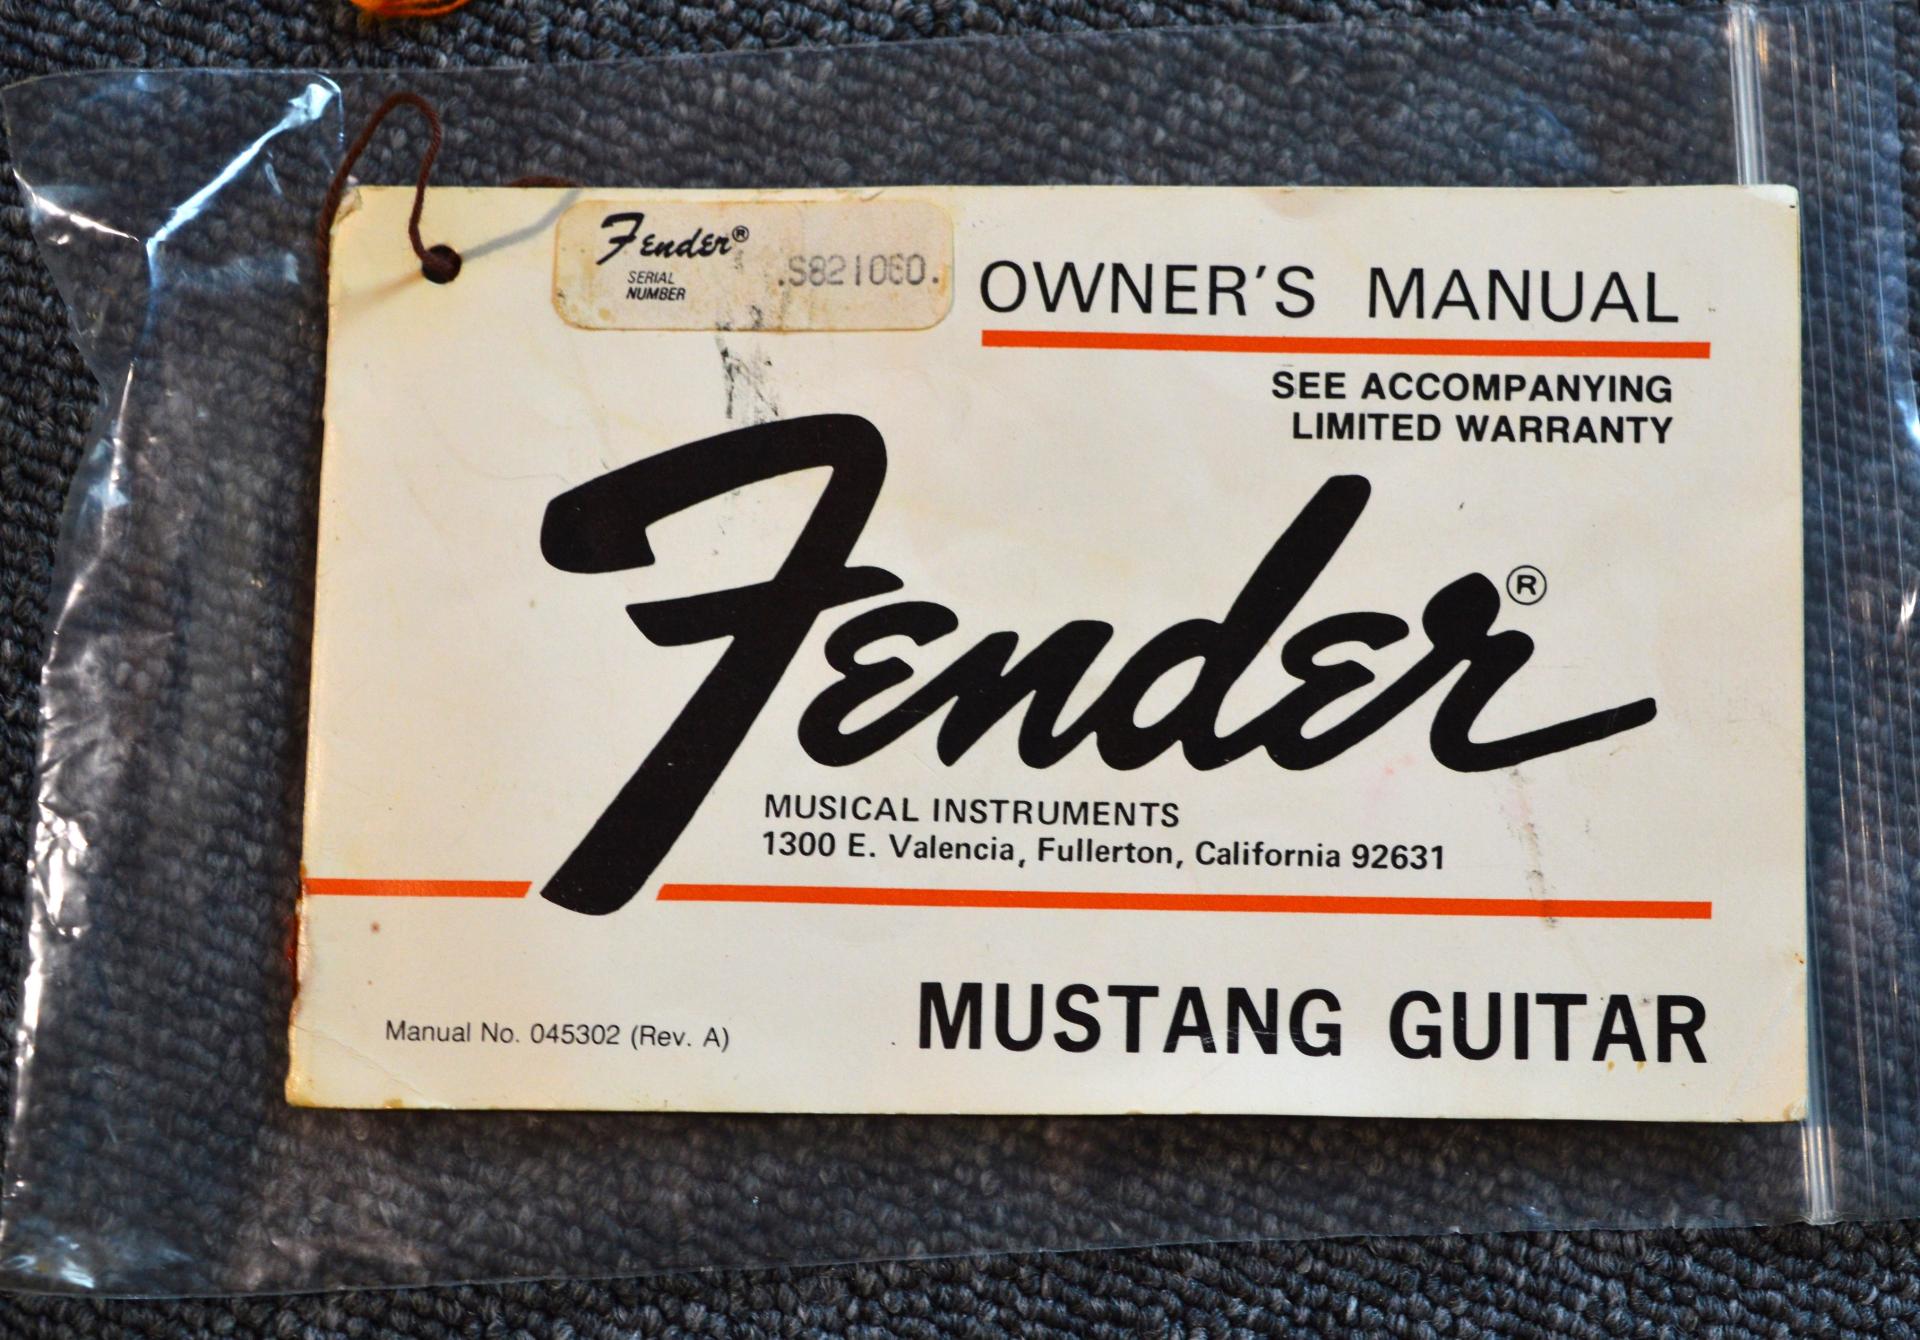 Fender®
SERIAL
NUMBER
OWNER'S MANUAL
SEE ACCOMPANYING
LIMITED WARRANTY
Fender®
MUSICAL INSTRUMENTS
1300 E. Valencia, Fullerton, California 92631
Manual No. 045302 (Rev. A)
MUSTANG GUITAR